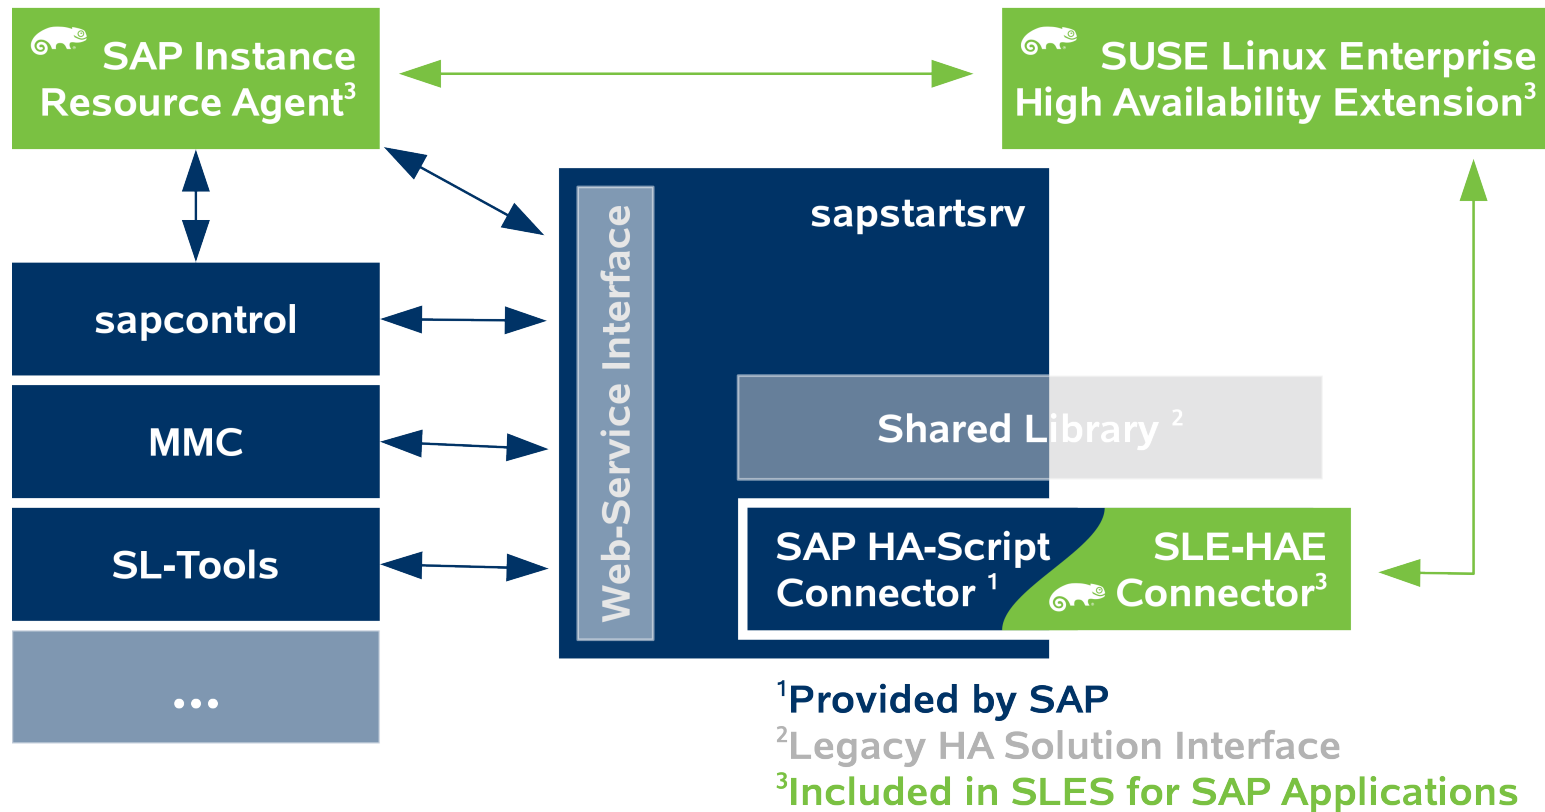 SAP Instance
Resource Agent³
SUSE Linux Enterprise
High Availability Extension³
sapstartsrv
Web-Service Interface
sapcontrol
MMC
SL-Tools
...
Shared Library ²
SAP HA-Script
Connector ¹
SLE-HAE
Connector³
¹Provided by SAP
²Legacy HA Solution Interface
³Included in SLES for SAP Applications